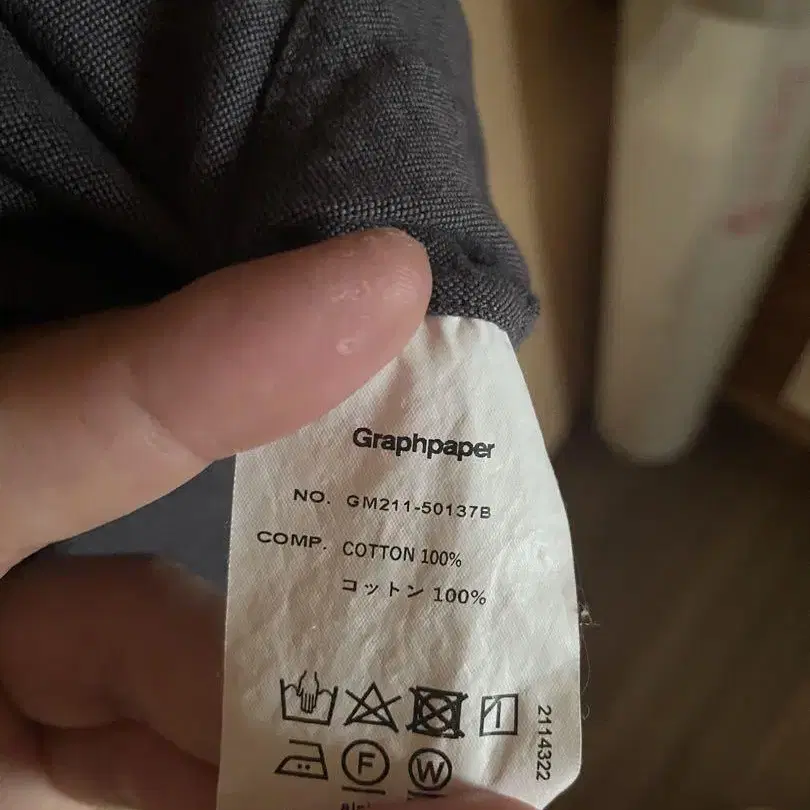 Graphpaper
NO. GM211-50137B
COMP. COTTON 100%
コットン 100%
2114322
F
W